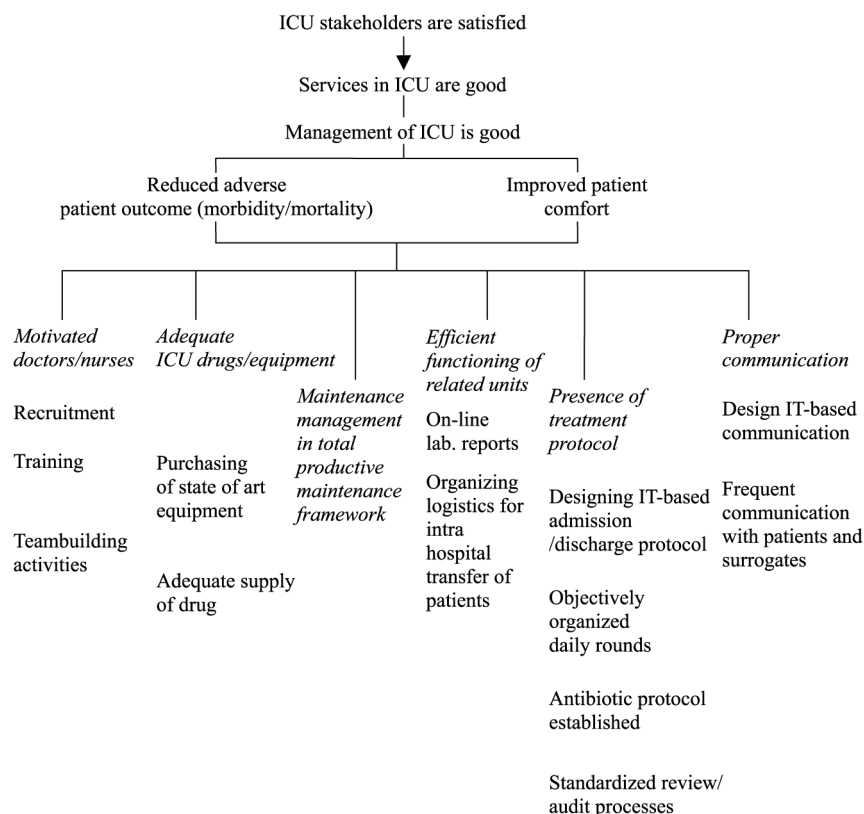 ICU stakeholders are satisfied
Services in ICU are good
Management of ICU is good
Reduced adverse
patient outcome (morbidity/mortality)
Improved patient
comfort
Motivated
doctors/nurses
Recruitment
Training
Teambuilding
activities
Adequate
ICU drugs/equipment
Purchasing
of state of art
equipment
Adequate supply
of drug
Maintenance
management
in total
productive
maintenance
framework
Efficient
functioning of
related units
On-line
lab. reports
Organizing
logistics for
intra
hospital
transfer of
patients
Presence of
treatment
protocol
Designing IT-based
admission
/discharge protocol
Objectively
organized
daily rounds
Antibiotic protocol
established
Standardized review/
audit processes
Proper
communication
Design IT-based
communication
Frequent
communication
with patients and
surrogates